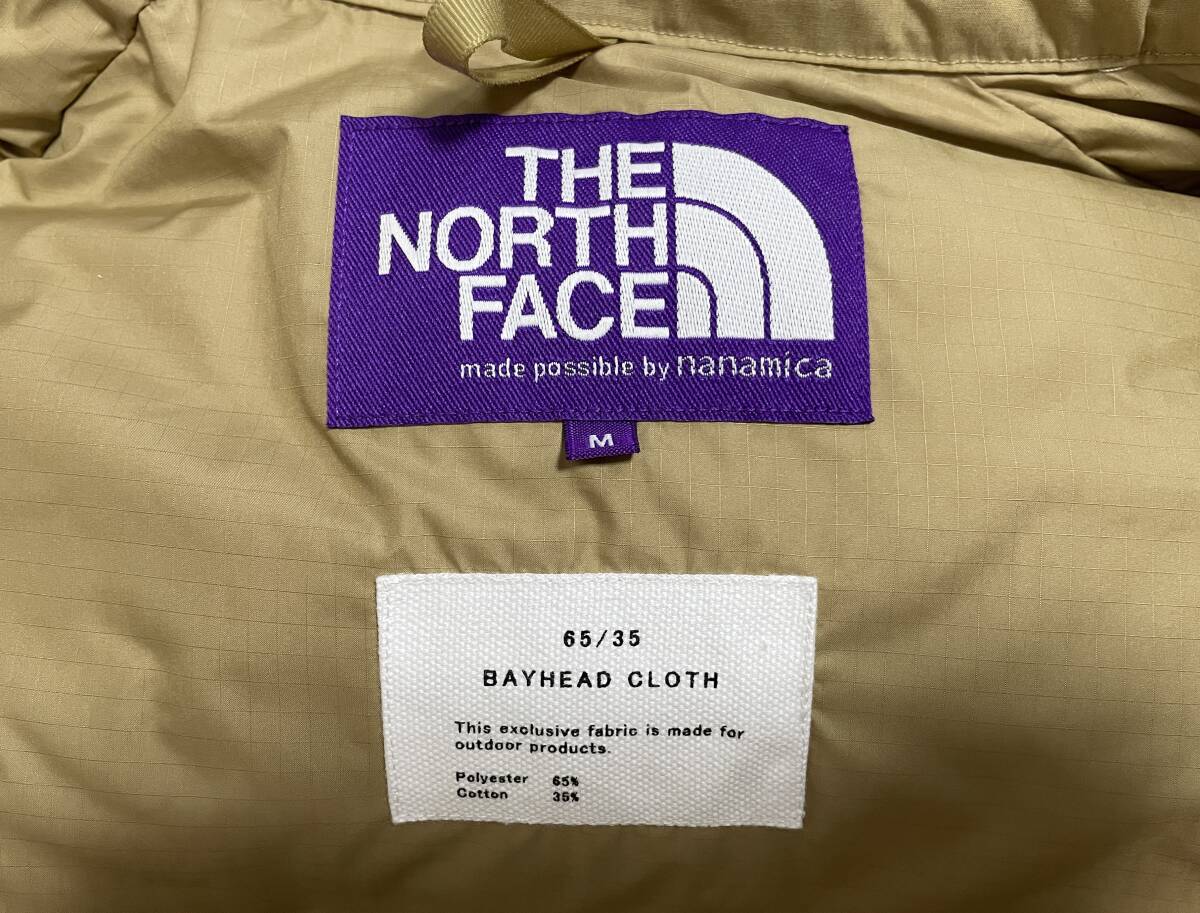 THE
NORTH
FACE
made possible by nanamica
M
65/35
BAYHEAD CLOTH
This exclusive fabric is made for
outdoor products.
Polyester 65%
Cotton 35%